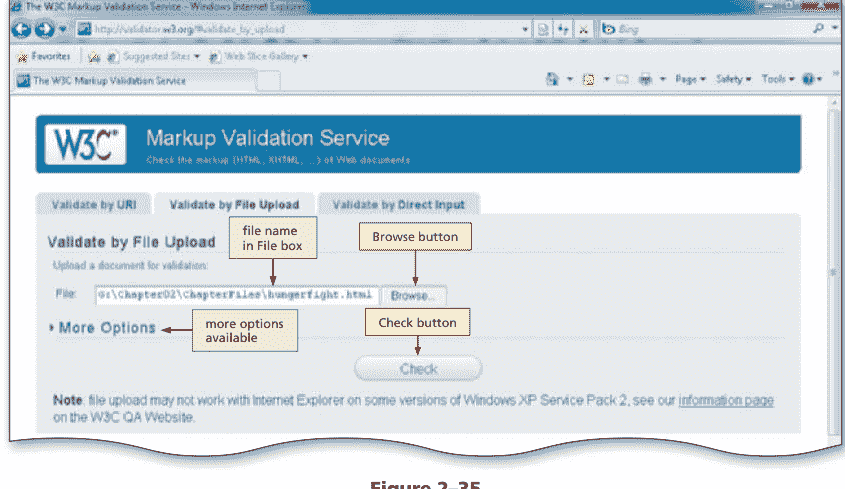 The W3C Markup Validation Service - Windows Internet Explorer
http://validator.w3.org/#validate_by_upload
Bing
Favorites Suggested Sites Web Slice Gallery
The W3C Markup Validation Service
Page Safety Tools
W3C Markup Validation Service
Check the markup (HTML, XHTML, ...) of Web documents
Validate by URI Validate by File Upload Validate by Direct Input
file name
in File box
Browse button
Validate by File Upload
Upload a document for validation:
File: G:\Chapter02\ChapterFiles\hungerfight.html Browse...
more options
available
Check button
More Options
Check
Note: file upload may not work with Internet Explorer on some versions of Windows XP Service Pack 2, see our information page
on the W3C QA Website.
Figure 2–35